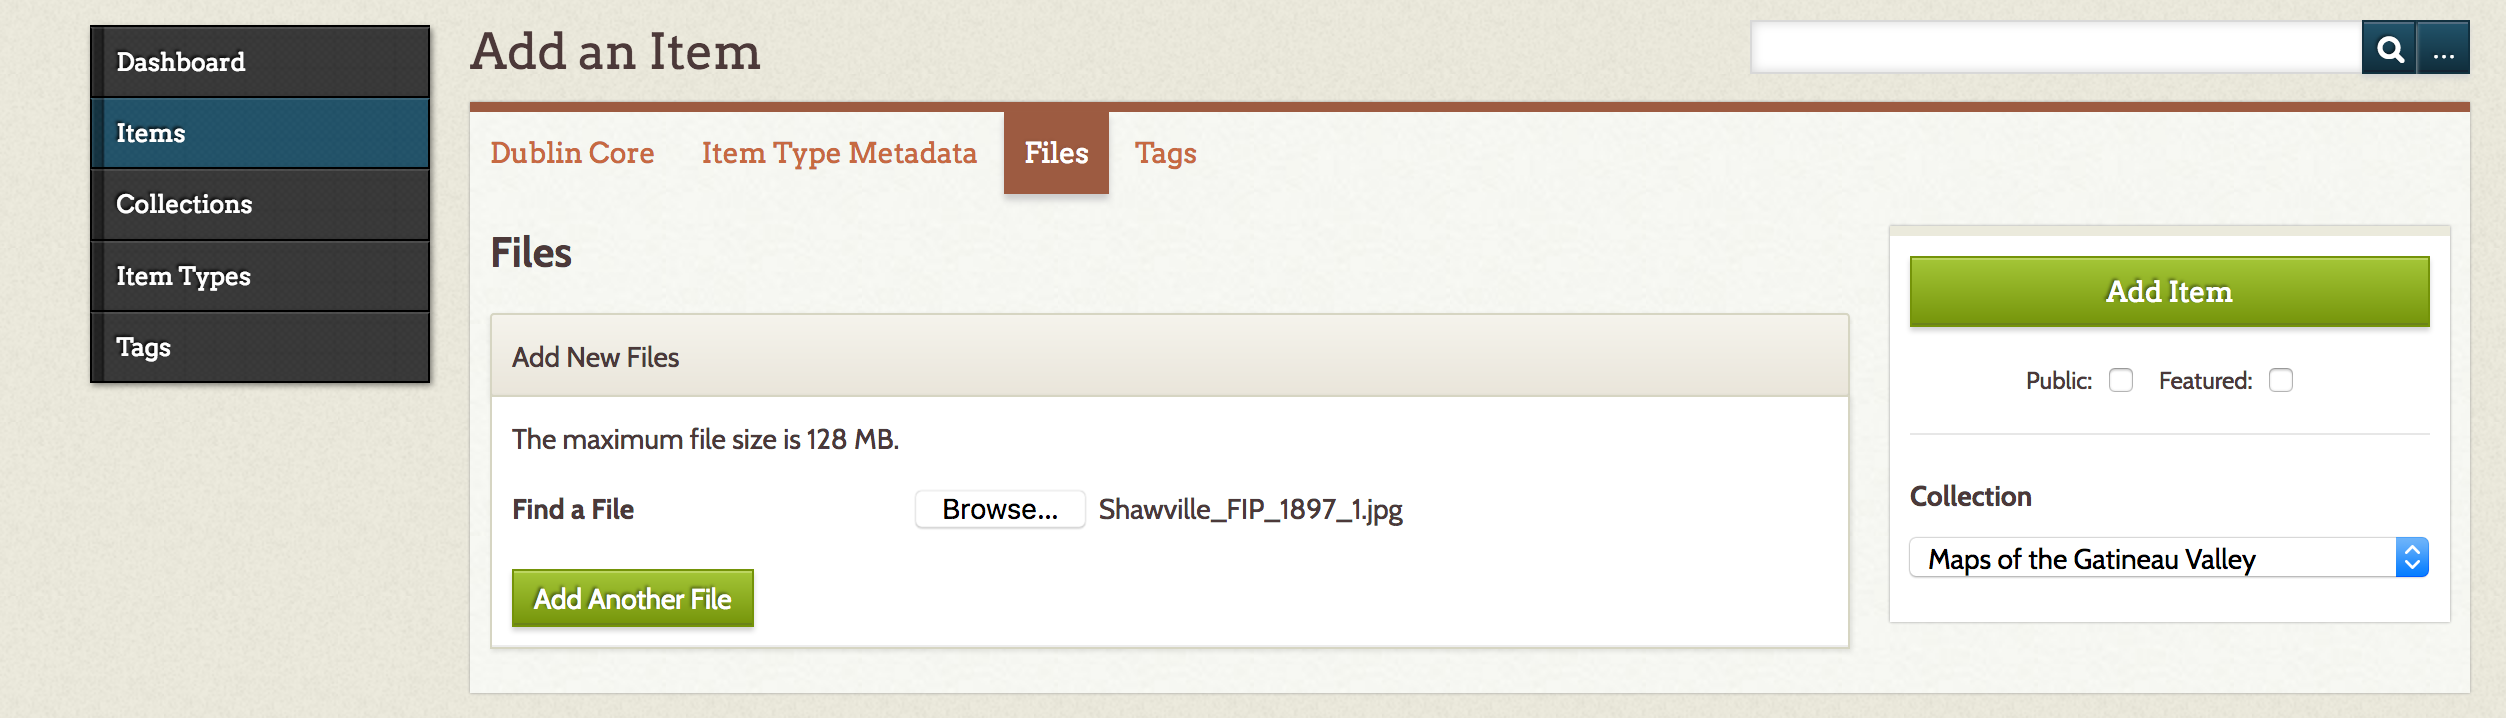 Dashboard
Items
Collections
Item Types
Tags
Add an Item
...
Dublin Core
Item Type Metadata
Files
Tags
Files
Add New Files
The maximum file size is 128 MB.
Find a File
Browse...
Shawville_FIP_1897_1.jpg
Add Another File
Add Item
Public:
Featured:
Collection
Maps of the Gatineau Valley